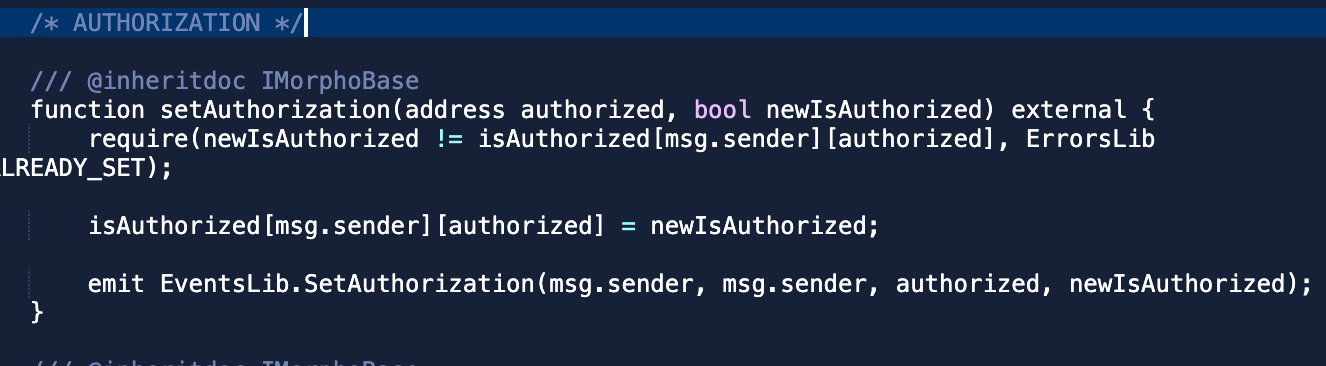 /* AUTHORIZATION */
/// @inheritdoc IMorphoBase
function setAuthorization(address authorized, bool newIsAuthorized) external {
require(newIsAuthorized != isAuthorized[msg.sender][authorized], ErrorsLib
LREADY_SET);
isAuthorized[msg.sender][authorized] = newIsAuthorized;
emit EventsLib.SetAuthorization(msg.sender, msg.sender, authorized, newIsAuthorized);
}
/// @inheritdoc IMorphoBase